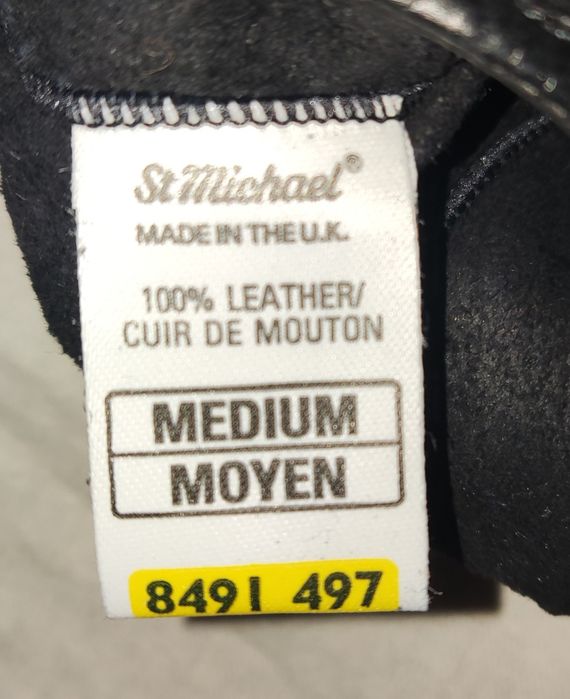 St Michael®
MADE IN THE U.K.
100% LEATHER/
CUIR DE MOUTON
MEDIUM
MOYEN
8491 497